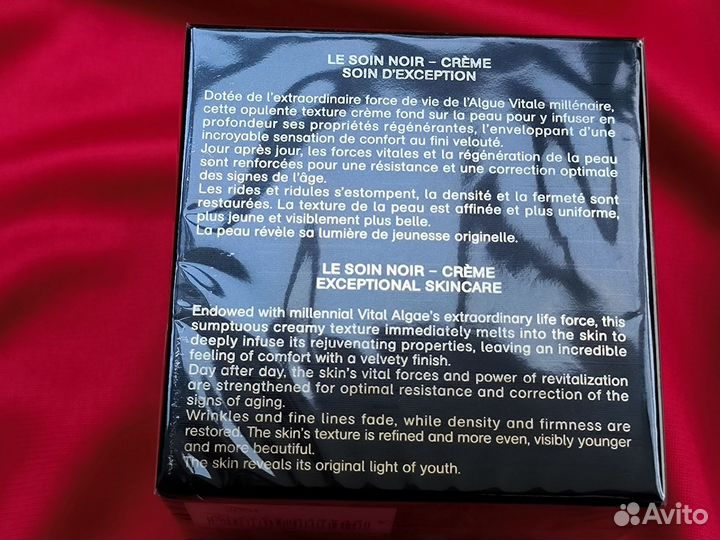 LE SOIN NOIR – CRÈME
SOIN D'EXCEPTION
Dotée de l'extraordinaire force de vie de l'Algue Vitale millénaire,
cette opulente texture crème fond sur la peau pour y infuser en
profondeur ses propriétés régénérantes, l'enveloppant d'une
incroyable sensation de confort au fini velouté.
Jour après jour, les forces vitales et la régénération de la peau
sont renforcées pour une résistance et une correction optimale
des signes de l'âge.
Les rides et ridules s'estompent, la densité et la fermeté sont
restaurées. La texture de la peau est affinée et plus uniforme,
plus jeune et visiblement plus belle.
La peau révèle sa lumière de jeunesse originelle.
LE SOIN NOIR – CRÈME
EXCEPTIONAL SKINCARE
Endowed with millennial Vital Algae's extraordinary life force, this
sumptuous creamy texture immediately melts into the skin to
deeply infuse its rejuvenating properties, leaving an incredible
feeling of comfort with a velvety finish.
Day after day, the skin's vital forces and power of revitalization
are strengthened for optimal resistance and correction of the
signs of aging.
Wrinkles and fine lines fade, while density and firmness are
restored. The skin's texture is refined and more even, visibly younger
and more beautiful.
The skin reveals its original light of youth.
Avito